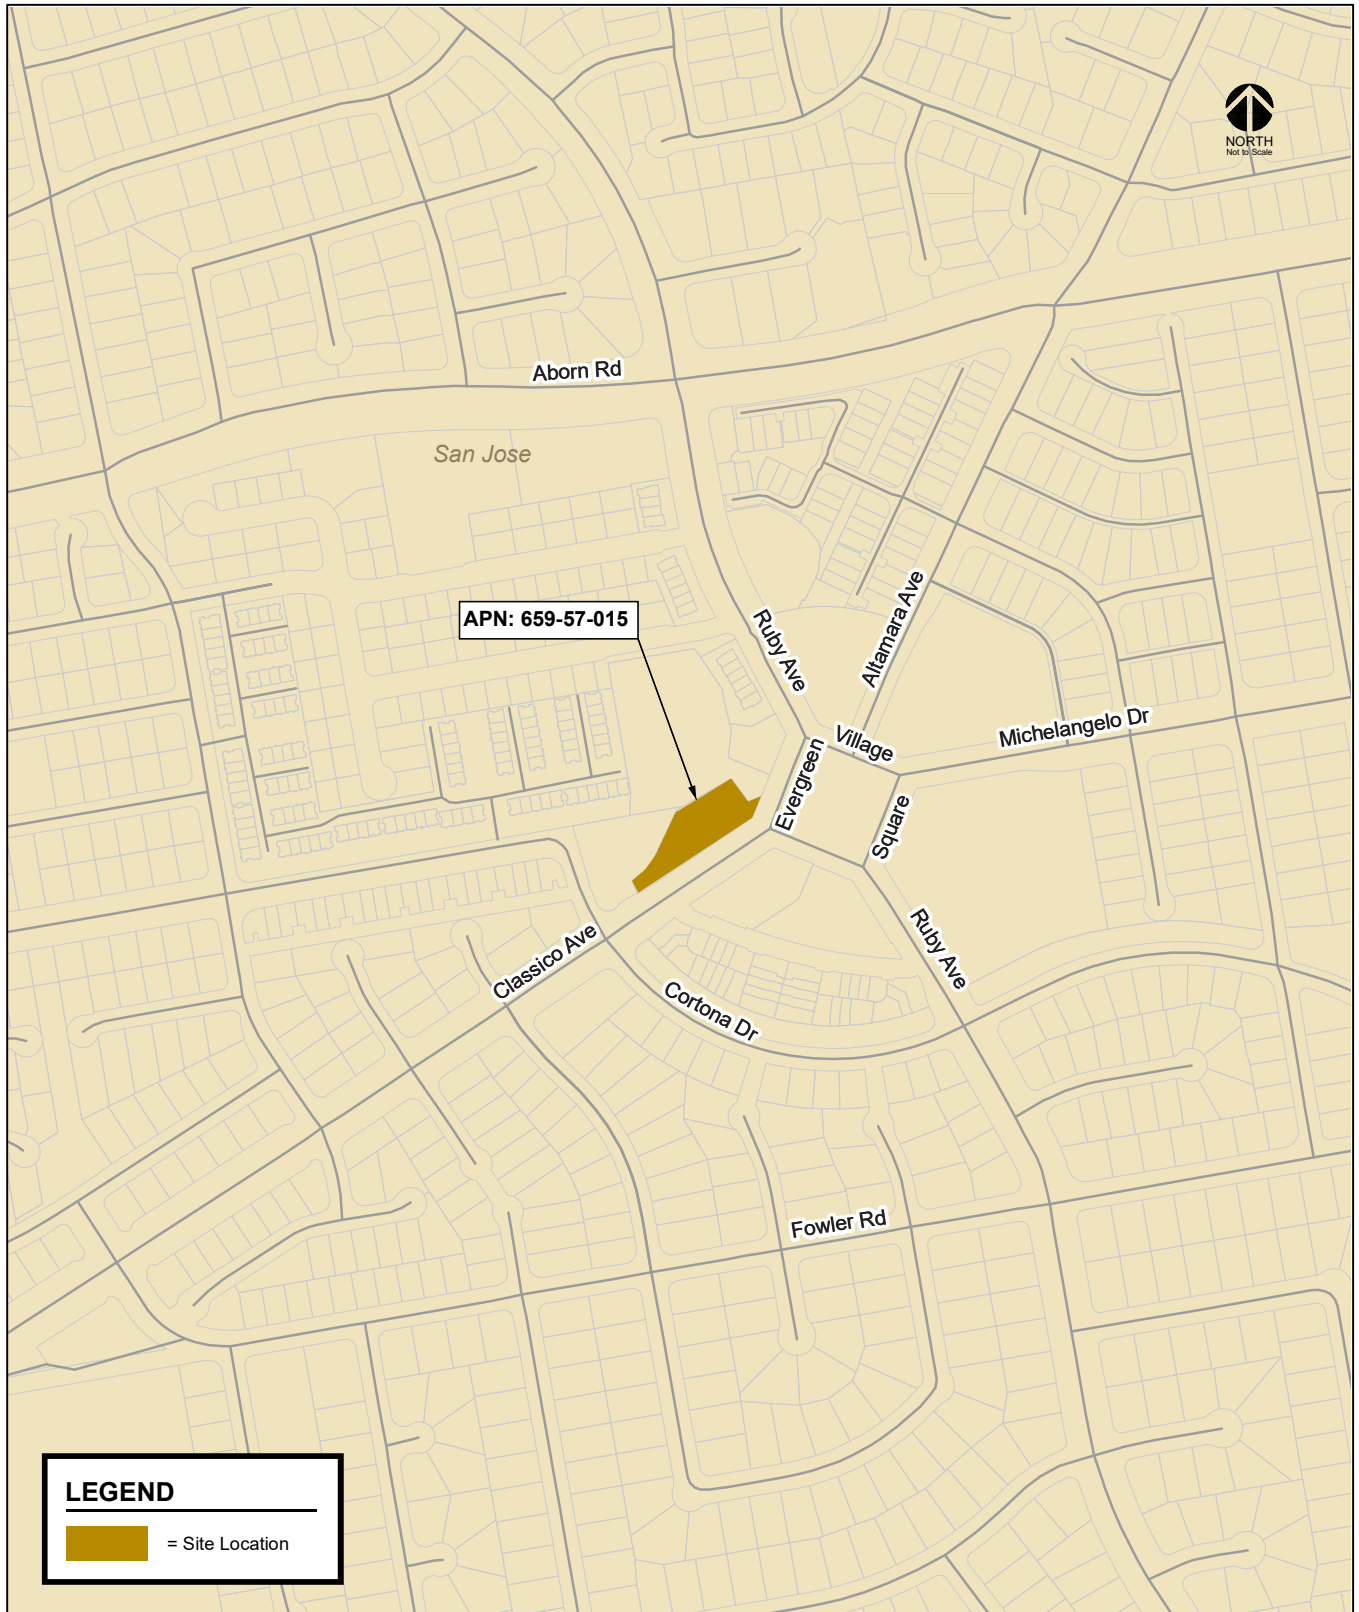 NORTH
Not to Scale
Aborn Rd
San Jose
APN: 659-57-015
Ruby Ave
Altamara Ave
Michelangelo Dr
Village
Evergreen
Square
Ruby Ave
Classico Ave
Cortona Dr
Fowler Rd
LEGEND
= Site Location